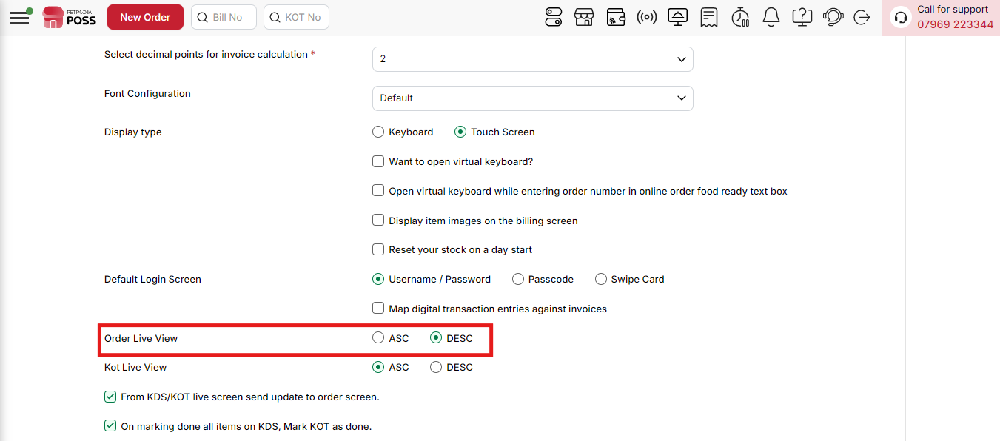 PETPOOJA
POSS
New Order
Bill No
KOT No
Call for support
07969 223344
Select decimal points for invoice calculation *
2
Font Configuration
Default
Display type
Keyboard
Touch Screen
Want to open virtual keyboard?
Open virtual keyboard while entering order number in online order food ready text box
Display item images on the billing screen
Reset your stock on a day start
Default Login Screen
Username / Password
Passcode
Swipe Card
Map digital transaction entries against invoices
Order Live View
ASC
DESC
Kot Live View
ASC
DESC
From KDS/KOT live screen send update to order screen.
On marking done all items on KDS, Mark KOT as done.